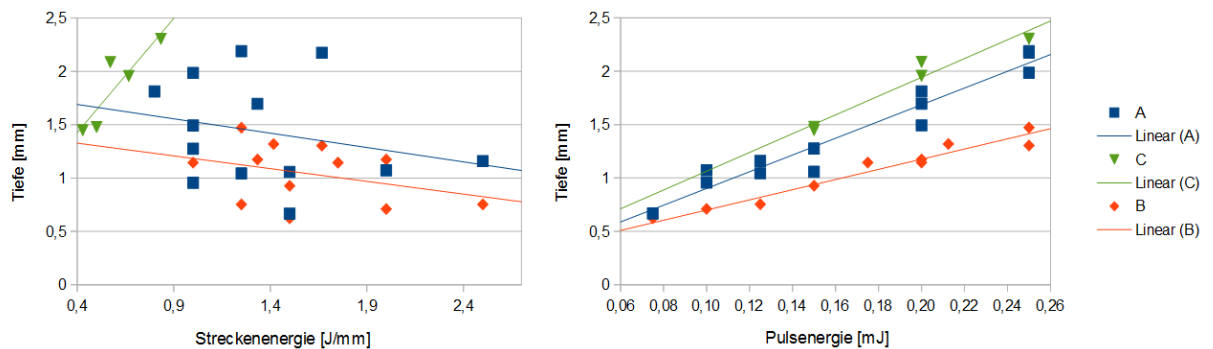 2,5
2
1,5
1
0,5
0
0,4
0,9
1,4
1,9
2,4
Tiefe [mm]
Streckenenergie [J/mm]
2,5
2
1,5
1
0,5
0
0,06
0,08
0,10
0,12
0,14
0,16
0,18
0,20
0,22
0,24
0,26
Tiefe [mm]
Pulsenergie [mJ]
A
Linear (A)
C
Linear (C)
B
Linear (B)